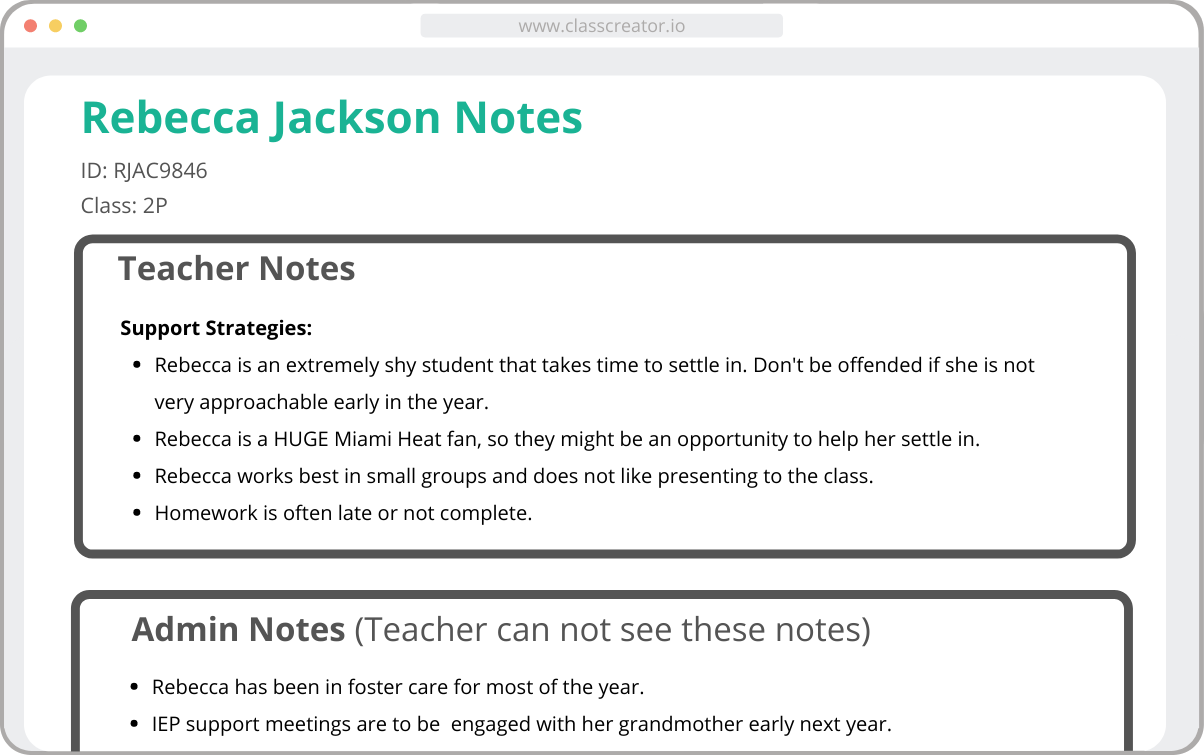 www.classcreator.io
Rebecca Jackson Notes
ID: RJAC9846
Class: 2P
Teacher Notes
Support Strategies:
• Rebecca is an extremely shy student that takes time to settle in. Don't be offended if she is not
very approachable early in the year.
• Rebecca is a HUGE Miami Heat fan, so they might be an opportunity to help her settle in.
• Rebecca works best in small groups and does not like presenting to the class.
• Homework is often late or not complete.
Admin Notes (Teacher can not see these notes)
• Rebecca has been in foster care for most of the year.
• IEP support meetings are to be  engaged with her grandmother early next year.